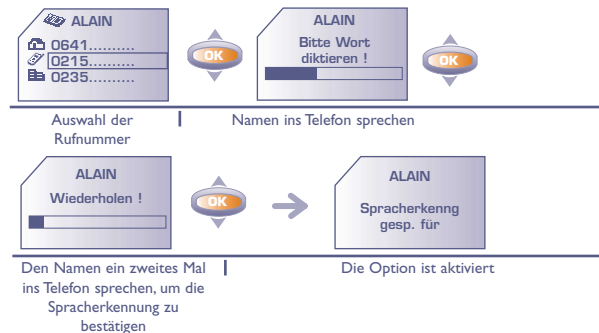 ALAIN
0641..........
0215..........
0235..........
OK
ALAIN
Bitte Wort
diktieren !
OK
Auswahl der
Rufnummer
Namen ins Telefon sprechen
ALAIN
Wiederholen !
OK
ALAIN
Spracherkenng
gesp. für
Den Namen ein zweites Mal
ins Telefon sprechen, um die
Spracherkennung zu
bestätigen
Die Option ist aktiviert